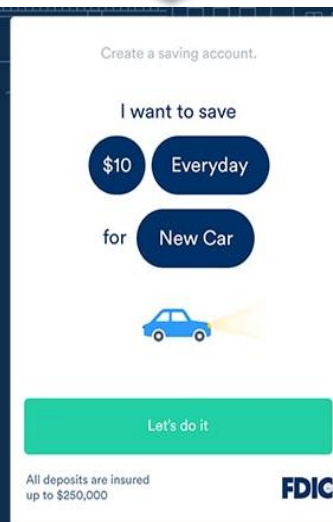 Create a saving account.
I want to save
$10 Everyday
for New Car
Let's do it
All deposits are insured
up to $250,000
FDIC